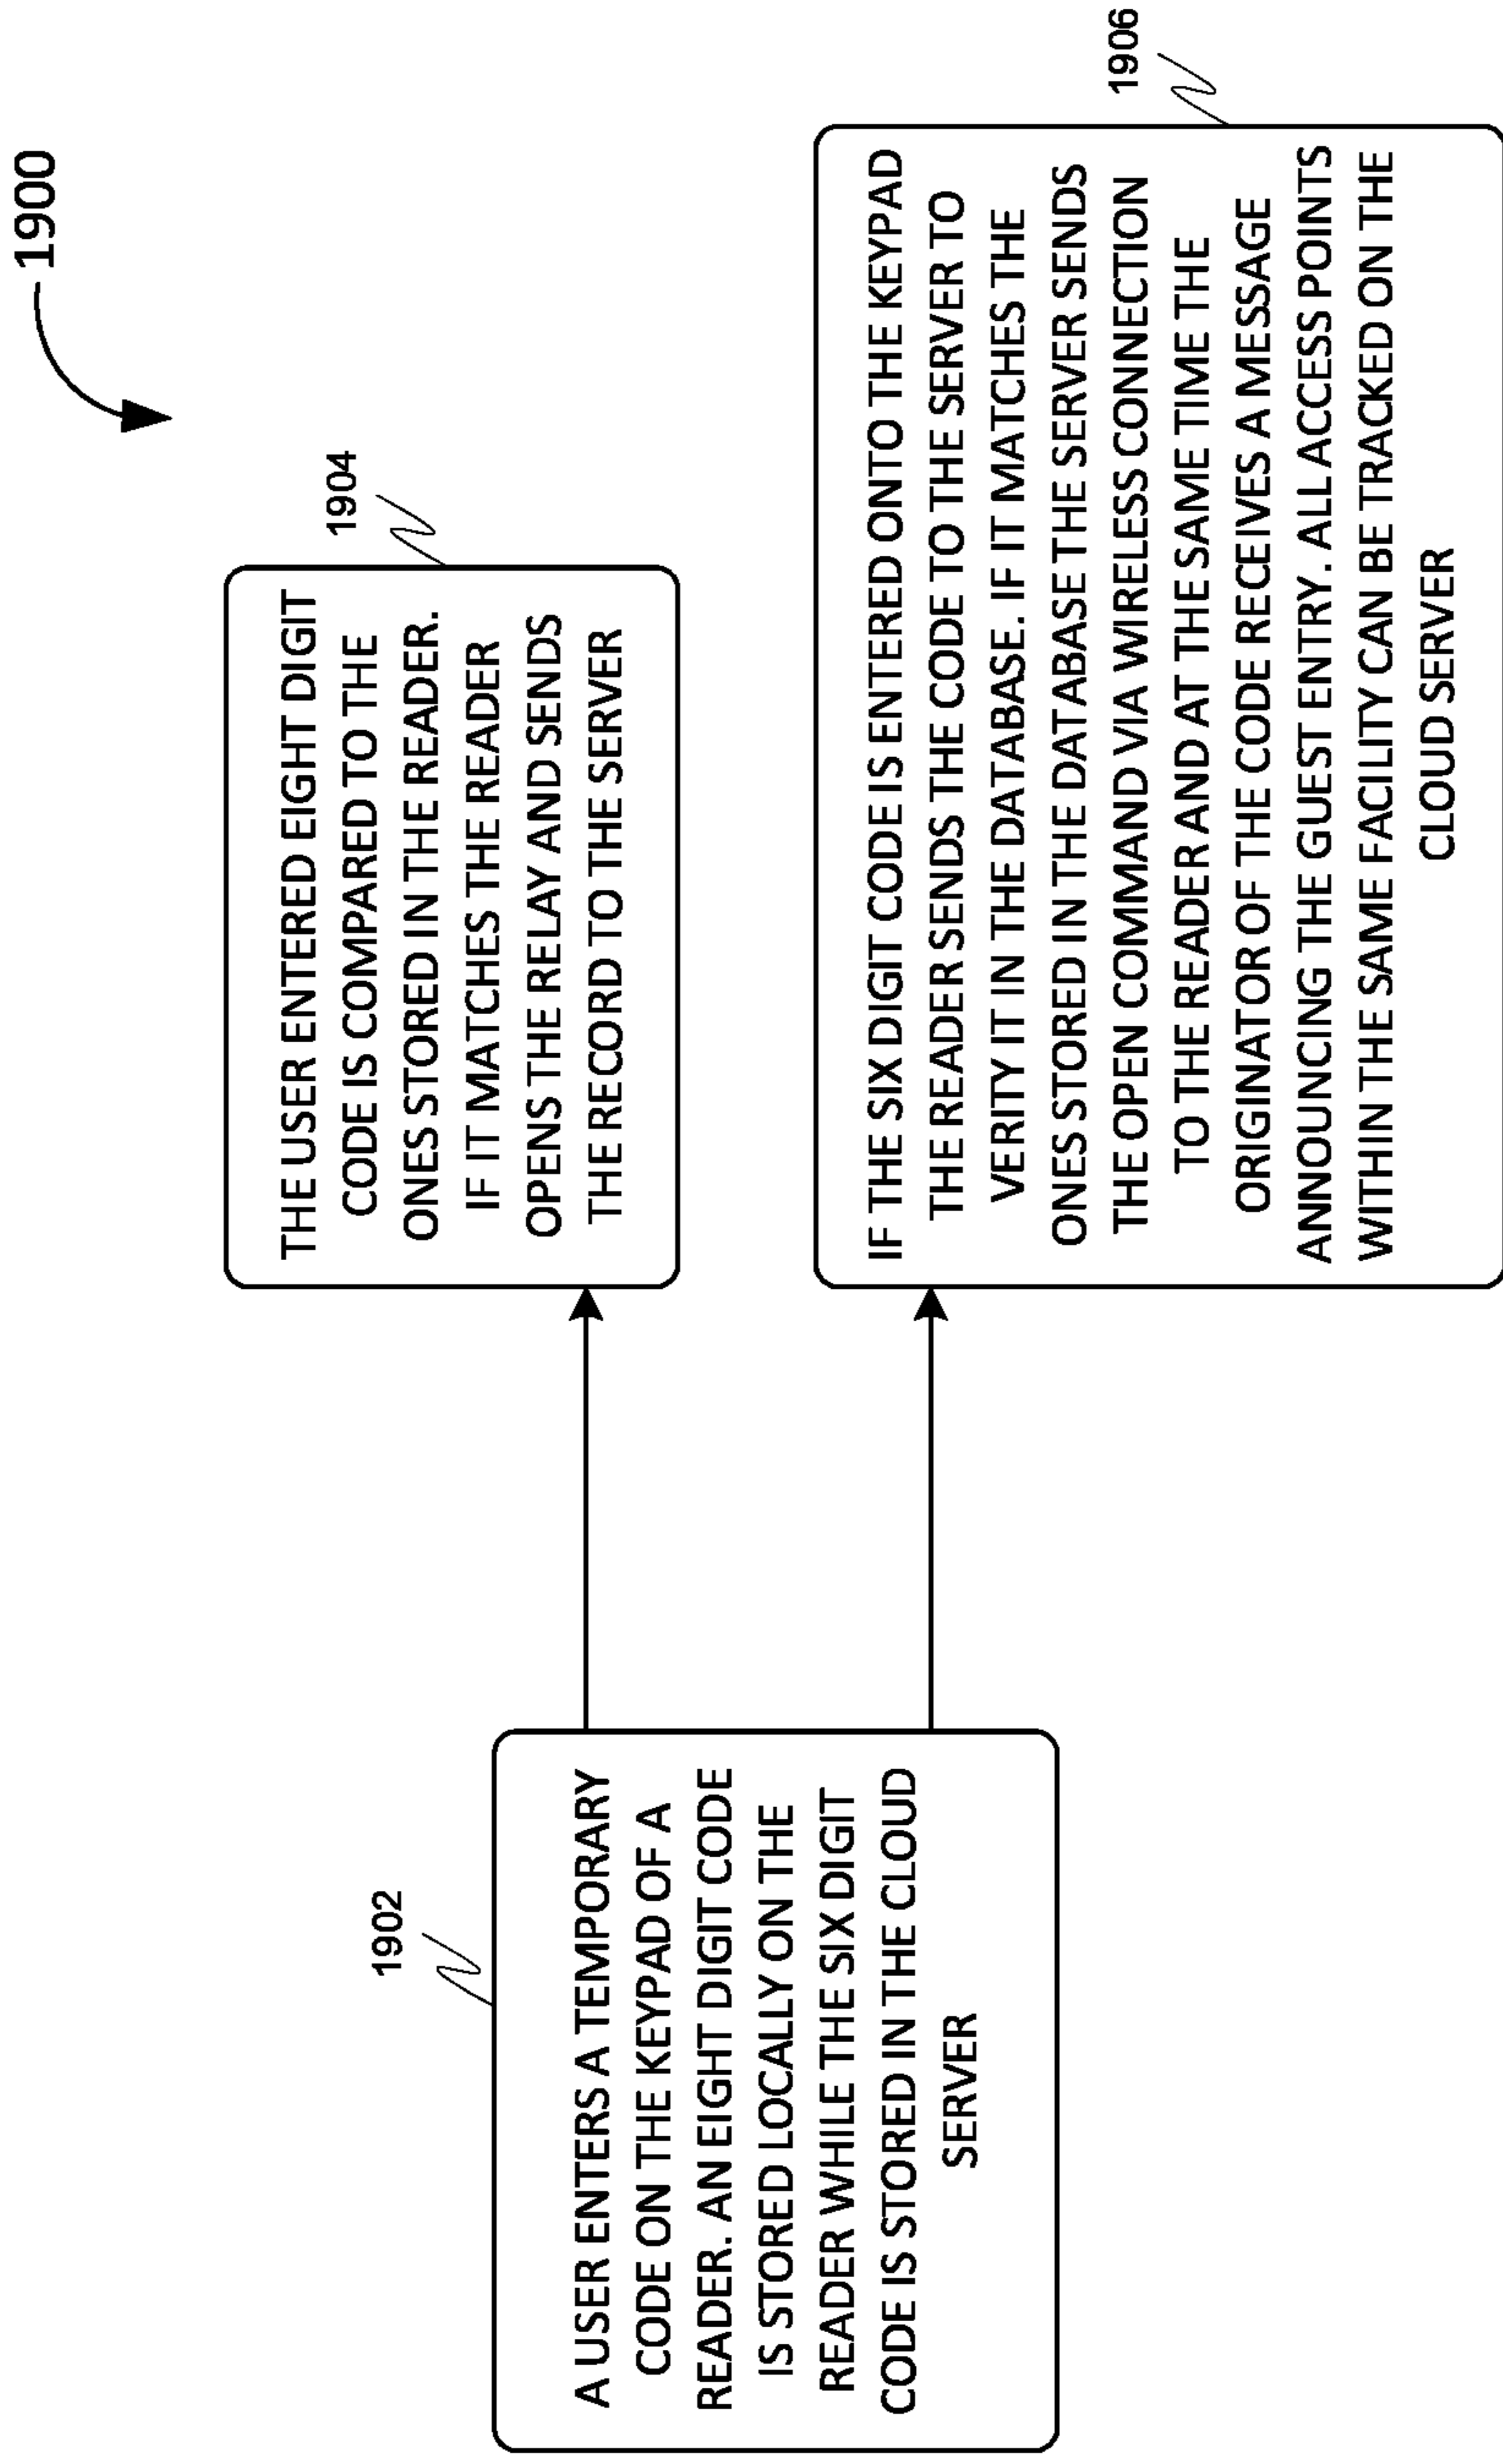 1900
1902
A USER ENTERS A TEMPORARY
CODE ON THE KEYPAD OF A
READER. AN EIGHT DIGIT CODE
IS STORED LOCALLY ON THE
READER WHILE THE SIX DIGIT
CODE IS STORED IN THE CLOUD
SERVER
1904
THE USER ENTERED EIGHT DIGIT
CODE IS COMPARED TO THE
ONES STORED IN THE READER.
IF IT MATCHES THE READER
OPENS THE RELAY AND SENDS
THE RECORD TO THE SERVER
1906
IF THE SIX DIGIT CODE IS ENTERED ONTO THE KEYPAD
THE READER SENDS THE CODE TO THE SERVER TO
VERITY IT IN THE DATABASE. IF IT MATCHES THE
ONES STORED IN THE DATABASE THE SERVER SENDS
THE OPEN COMMAND VIA WIRELESS CONNECTION
TO THE READER AND AT THE SAME TIME THE
ORIGINATOR OF THE CODE RECEIVES A MESSAGE
ANNOUNCING THE GUEST ENTRY. ALL ACCESS POINTS
WITHIN THE SAME FACILITY CAN BE TRACKED ON THE
CLOUD SERVER